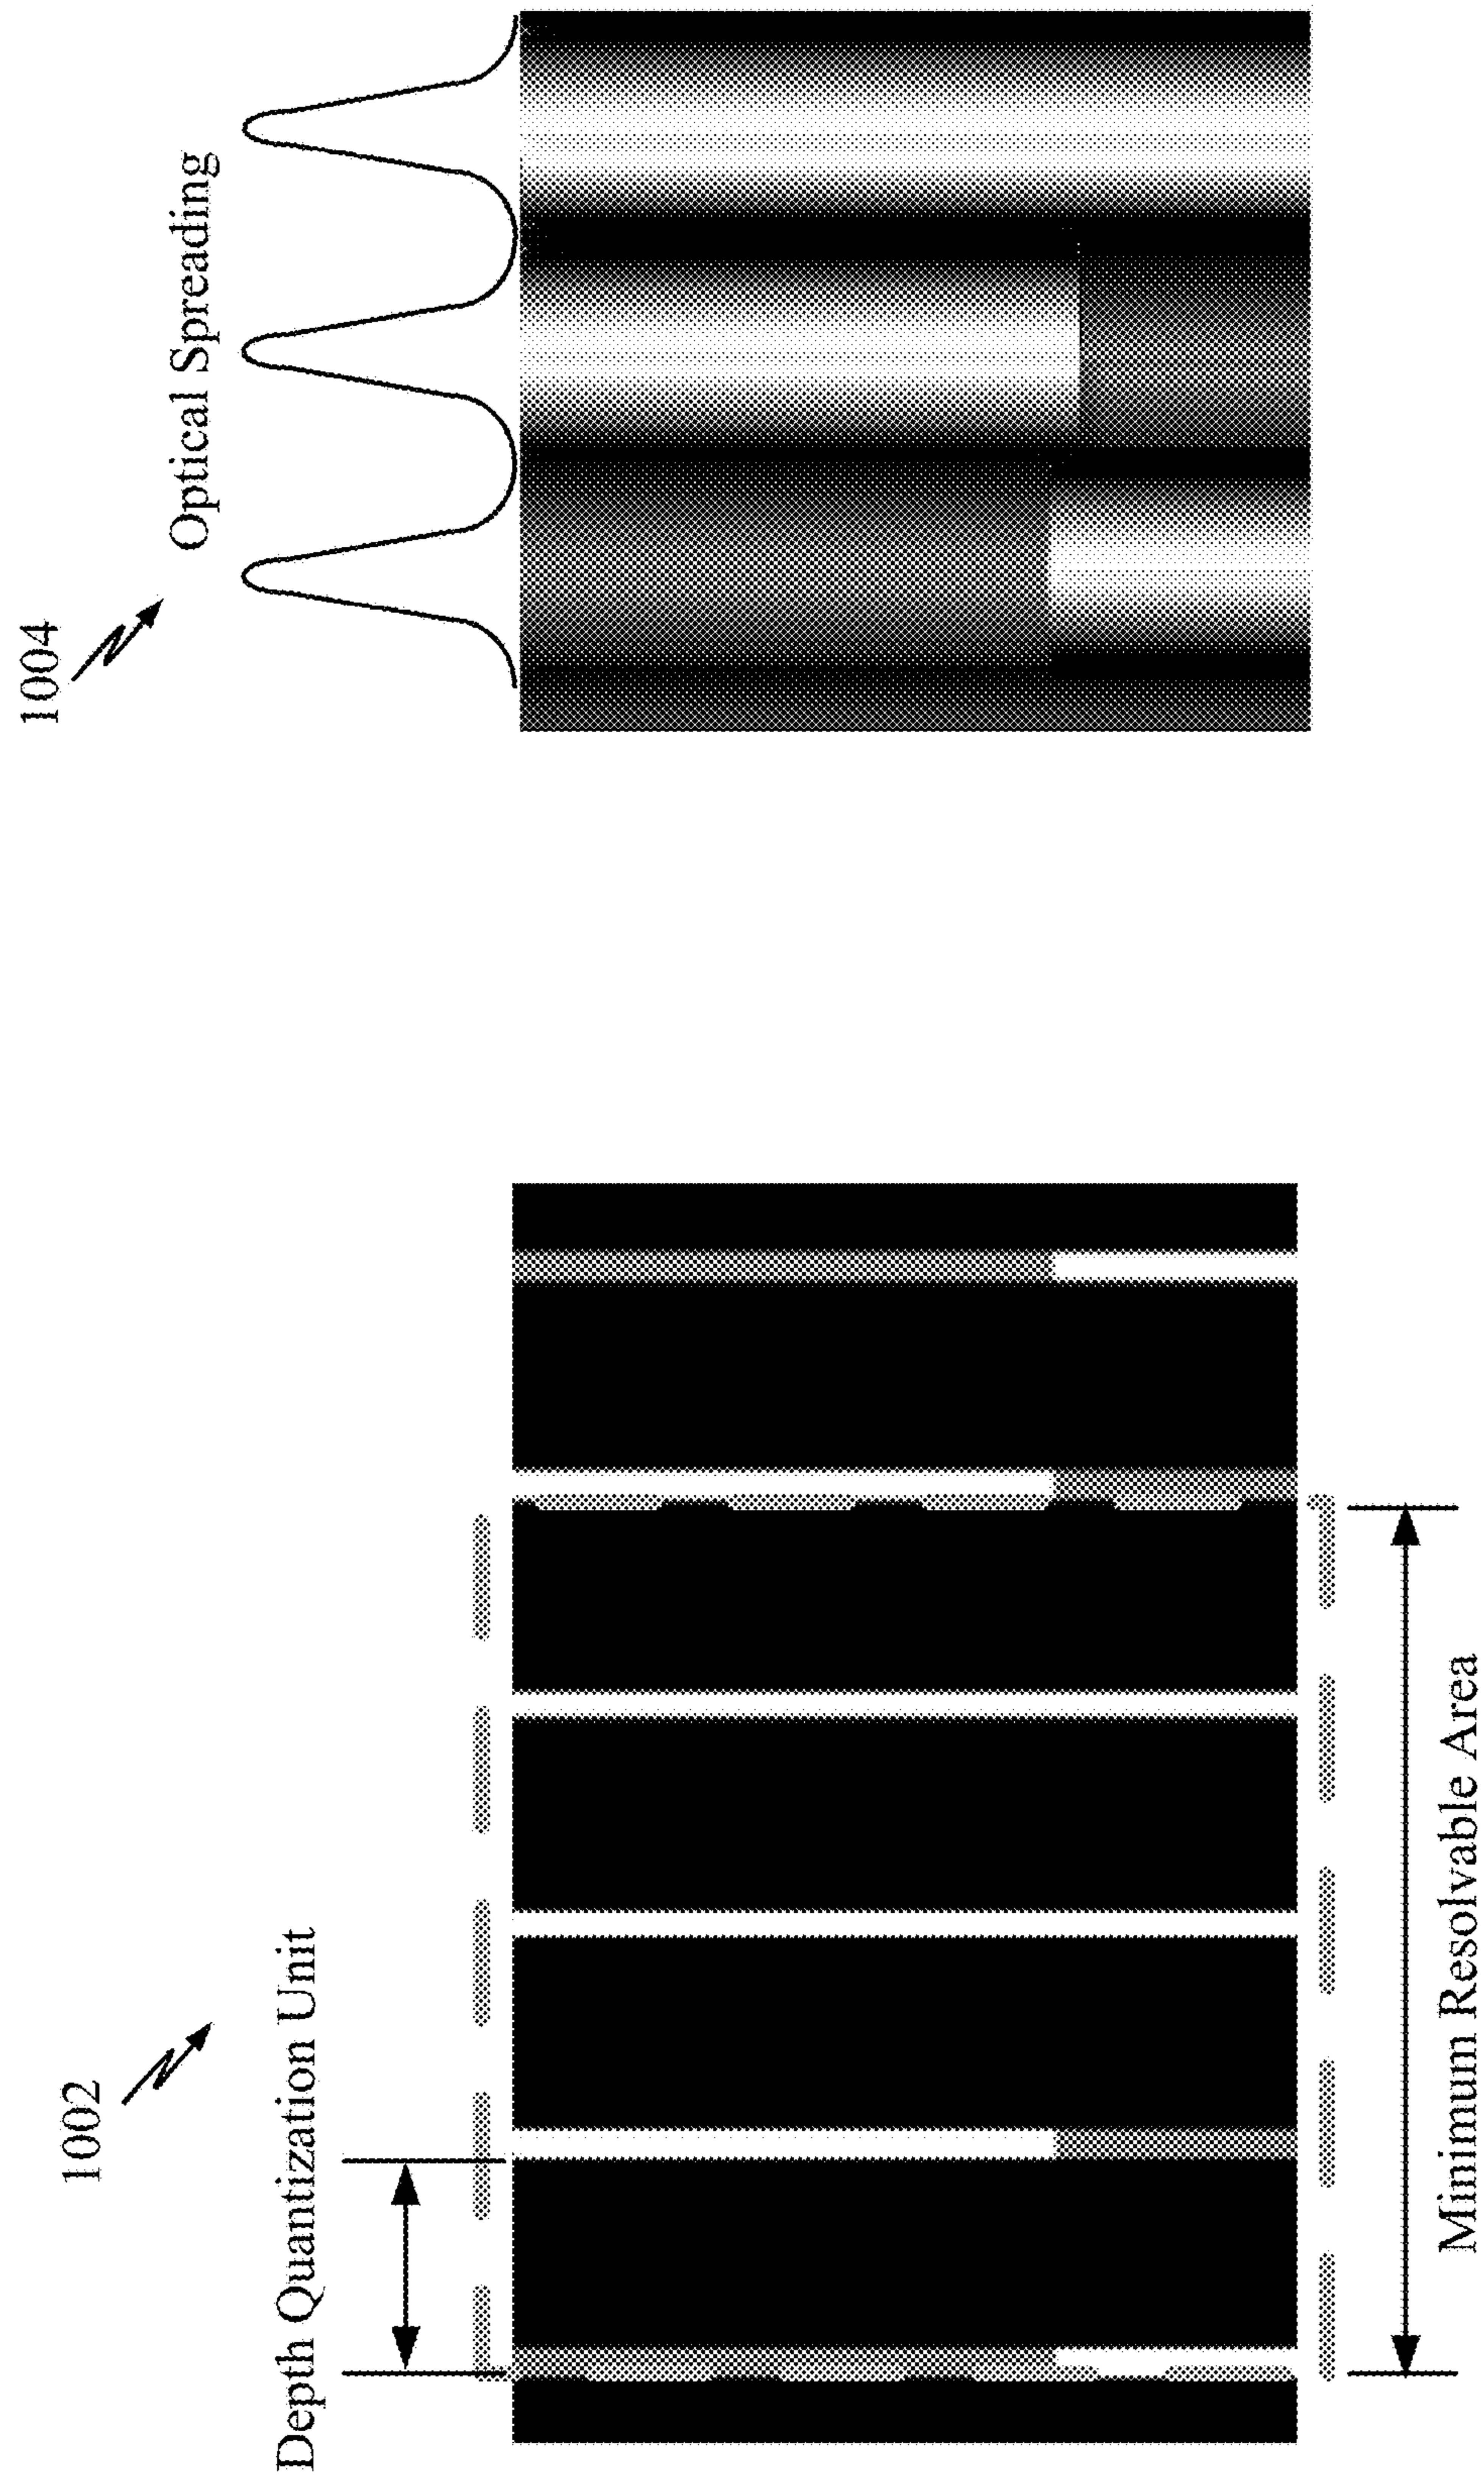 1002
Depth Quantization Unit
Minimum Resolvable Area
1004
Optical Spreading